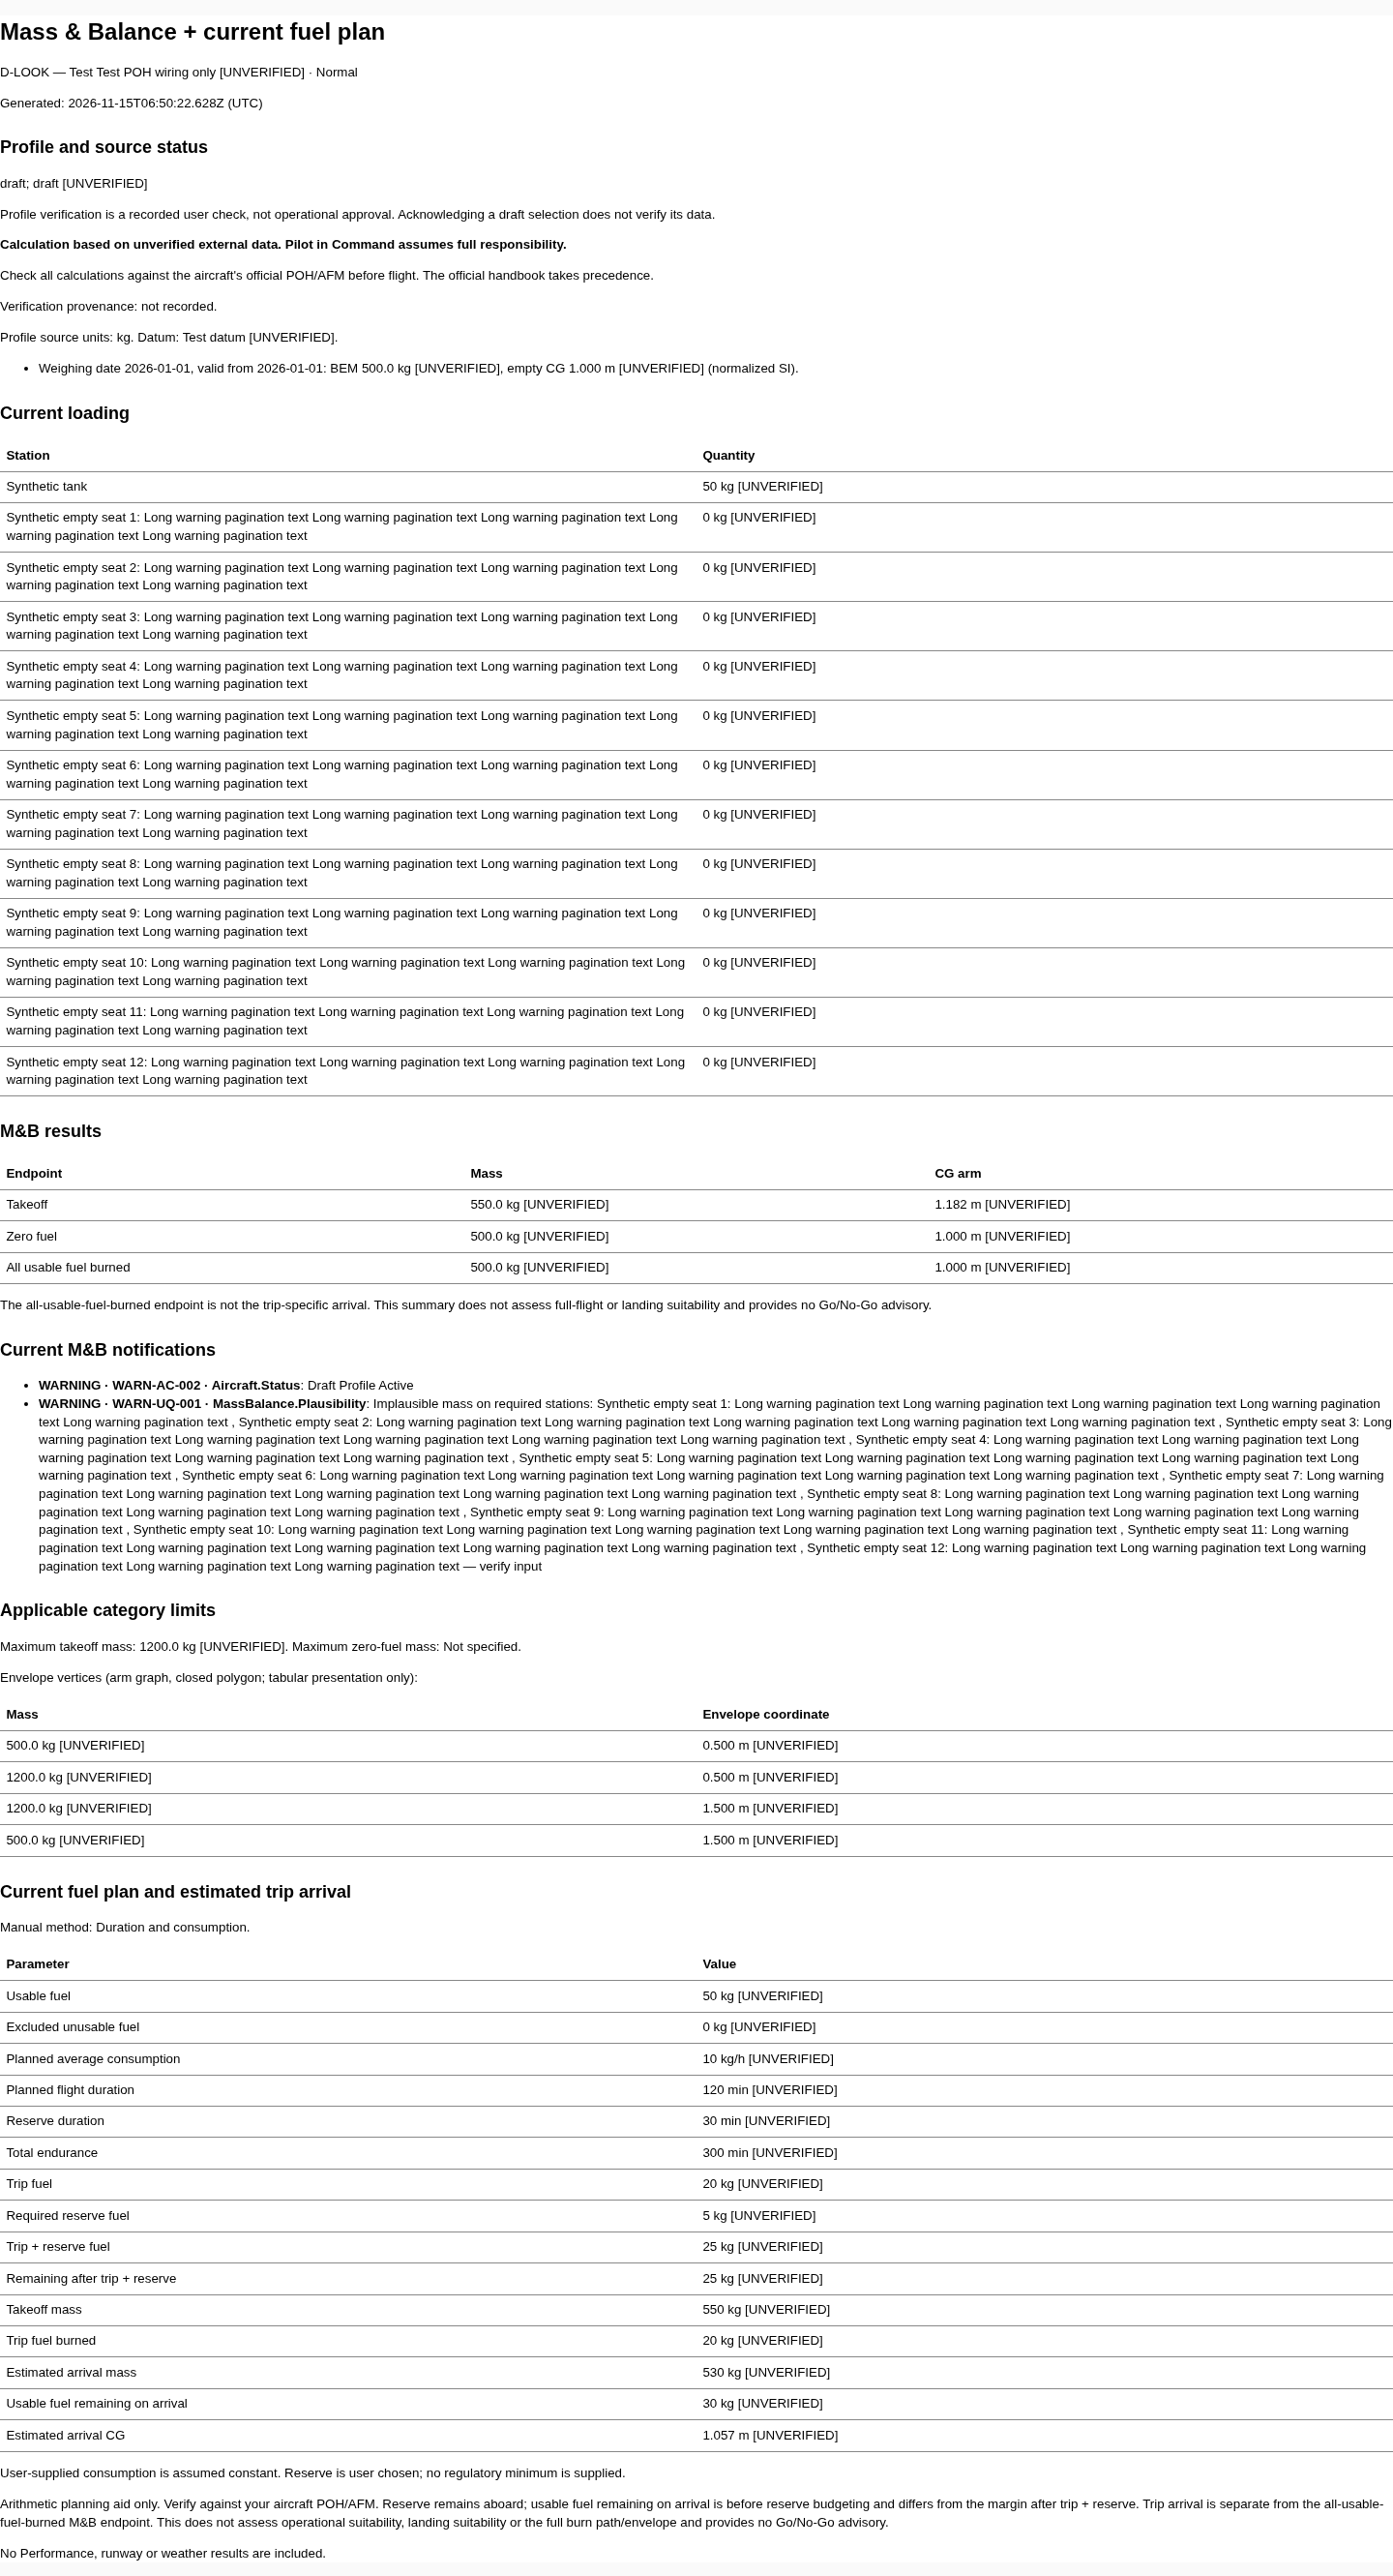 Mass & Balance + current fuel plan
D-LOOK — Test Test POH wiring only [UNVERIFIED] · Normal
Generated: 2026-11-15T06:50:22.628Z (UTC)
Profile and source status
draft; draft [UNVERIFIED]
Profile verification is a recorded user check, not operational approval. Acknowledging a draft selection does not verify its data.
Calculation based on unverified external data. Pilot in Command assumes full responsibility.
Check all calculations against the aircraft's official POH/AFM before flight. The official handbook takes precedence.
Verification provenance: not recorded.
Profile source units: kg. Datum: Test datum [UNVERIFIED].
• Weighing date 2026-01-01, valid from 2026-01-01: BEM 500.0 kg [UNVERIFIED], empty CG 1.000 m [UNVERIFIED] (normalized SI).
Current loading
Station Quantity
Synthetic tank 50 kg [UNVERIFIED]
Synthetic empty seat 1: Long warning pagination text Long warning pagination text Long warning pagination text Long 0 kg [UNVERIFIED]
warning pagination text Long warning pagination text
Synthetic empty seat 2: Long warning pagination text Long warning pagination text Long warning pagination text Long 0 kg [UNVERIFIED]
warning pagination text Long warning pagination text
Synthetic empty seat 3: Long warning pagination text Long warning pagination text Long warning pagination text Long 0 kg [UNVERIFIED]
warning pagination text Long warning pagination text
Synthetic empty seat 4: Long warning pagination text Long warning pagination text Long warning pagination text Long 0 kg [UNVERIFIED]
warning pagination text Long warning pagination text
Synthetic empty seat 5: Long warning pagination text Long warning pagination text Long warning pagination text Long 0 kg [UNVERIFIED]
warning pagination text Long warning pagination text
Synthetic empty seat 6: Long warning pagination text Long warning pagination text Long warning pagination text Long 0 kg [UNVERIFIED]
warning pagination text Long warning pagination text
Synthetic empty seat 7: Long warning pagination text Long warning pagination text Long warning pagination text Long 0 kg [UNVERIFIED]
warning pagination text Long warning pagination text
Synthetic empty seat 8: Long warning pagination text Long warning pagination text Long warning pagination text Long 0 kg [UNVERIFIED]
warning pagination text Long warning pagination text
Synthetic empty seat 9: Long warning pagination text Long warning pagination text Long warning pagination text Long 0 kg [UNVERIFIED]
warning pagination text Long warning pagination text
Synthetic empty seat 10: Long warning pagination text Long warning pagination text Long warning pagination text Long 0 kg [UNVERIFIED]
warning pagination text Long warning pagination text
Synthetic empty seat 11: Long warning pagination text Long warning pagination text Long warning pagination text Long 0 kg [UNVERIFIED]
warning pagination text Long warning pagination text
Synthetic empty seat 12: Long warning pagination text Long warning pagination text Long warning pagination text Long 0 kg [UNVERIFIED]
warning pagination text Long warning pagination text
M&B results
Endpoint Mass CG arm
Takeoff 550.0 kg [UNVERIFIED] 1.182 m [UNVERIFIED]
Zero fuel 500.0 kg [UNVERIFIED] 1.000 m [UNVERIFIED]
All usable fuel burned 500.0 kg [UNVERIFIED] 1.000 m [UNVERIFIED]
The all-usable-fuel-burned endpoint is not the trip-specific arrival. This summary does not assess full-flight or landing suitability and provides no Go/No-Go advisory.
Current M&B notifications
• WARNING · WARN-AC-002 · Aircraft.Status: Draft Profile Active
• WARNING · WARN-UQ-001 · MassBalance.Plausibility: Implausible mass on required stations: Synthetic empty seat 1: Long warning pagination text Long warning pagination text Long warning pagination text Long warning pagination
text Long warning pagination text , Synthetic empty seat 2: Long warning pagination text Long warning pagination text Long warning pagination text Long warning pagination text Long warning pagination text , Synthetic empty seat 3: Long
warning pagination text Long warning pagination text Long warning pagination text Long warning pagination text Long warning pagination text , Synthetic empty seat 4: Long warning pagination text Long warning pagination text Long
warning pagination text Long warning pagination text Long warning pagination text , Synthetic empty seat 5: Long warning pagination text Long warning pagination text Long warning pagination text Long warning pagination text Long
warning pagination text , Synthetic empty seat 6: Long warning pagination text Long warning pagination text Long warning pagination text Long warning pagination text Long warning pagination text , Synthetic empty seat 7: Long warning
pagination text Long warning pagination text Long warning pagination text Long warning pagination text Long warning pagination text , Synthetic empty seat 8: Long warning pagination text Long warning pagination text Long warning
pagination text Long warning pagination text Long warning pagination text , Synthetic empty seat 9: Long warning pagination text Long warning pagination text Long warning pagination text Long warning pagination text Long warning
pagination text , Synthetic empty seat 10: Long warning pagination text Long warning pagination text Long warning pagination text Long warning pagination text Long warning pagination text , Synthetic empty seat 11: Long warning
pagination text Long warning pagination text Long warning pagination text Long warning pagination text Long warning pagination text , Synthetic empty seat 12: Long warning pagination text Long warning pagination text Long warning
pagination text Long warning pagination text Long warning pagination text — verify input
Applicable category limits
Maximum takeoff mass: 1200.0 kg [UNVERIFIED]. Maximum zero-fuel mass: Not specified.
Envelope vertices (arm graph, closed polygon; tabular presentation only):
Mass Envelope coordinate
500.0 kg [UNVERIFIED] 0.500 m [UNVERIFIED]
1200.0 kg [UNVERIFIED] 0.500 m [UNVERIFIED]
1200.0 kg [UNVERIFIED] 1.500 m [UNVERIFIED]
500.0 kg [UNVERIFIED] 1.500 m [UNVERIFIED]
Current fuel plan and estimated trip arrival
Manual method: Duration and consumption.
Parameter Value
Usable fuel 50 kg [UNVERIFIED]
Excluded unusable fuel 0 kg [UNVERIFIED]
Planned average consumption 10 kg/h [UNVERIFIED]
Planned flight duration 120 min [UNVERIFIED]
Reserve duration 30 min [UNVERIFIED]
Total endurance 300 min [UNVERIFIED]
Trip fuel 20 kg [UNVERIFIED]
Required reserve fuel 5 kg [UNVERIFIED]
Trip + reserve fuel 25 kg [UNVERIFIED]
Remaining after trip + reserve 25 kg [UNVERIFIED]
Takeoff mass 550 kg [UNVERIFIED]
Trip fuel burned 20 kg [UNVERIFIED]
Estimated arrival mass 530 kg [UNVERIFIED]
Usable fuel remaining on arrival 30 kg [UNVERIFIED]
Estimated arrival CG 1.057 m [UNVERIFIED]
User-supplied consumption is assumed constant. Reserve is user chosen; no regulatory minimum is supplied.
Arithmetic planning aid only. Verify against your aircraft POH/AFM. Reserve remains aboard; usable fuel remaining on arrival is before reserve budgeting and differs from the margin after trip + reserve. Trip arrival is separate from the all-usable-
fuel-burned M&B endpoint. This does not assess operational suitability, landing suitability or the full burn path/envelope and provides no Go/No-Go advisory.
No Performance, runway or weather results are included.